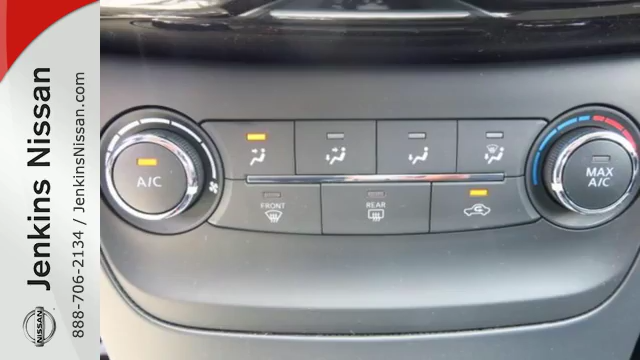 Jenkins Nissan
888-706-2134 / JenkinsNissan.com
NISSAN
A/C
FRONT
REAR
MAX
A/C